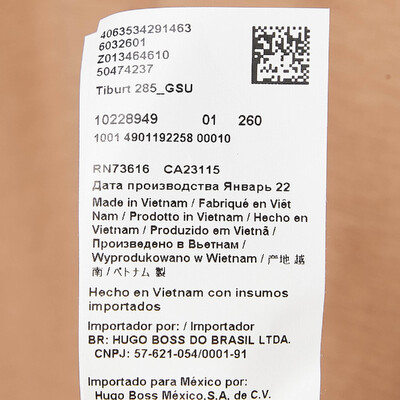 4063534291463
6032601
Z013464610
50474237
Tiburt 285_GSU
10228949 01 260
1001 4901192258 00010
RN73616 CA23115
Дата производства Январь 22
Made in Vietnam / Fabriqué en Viêt
Nam / Prodotto in Vietnam / Hecho en
Vietnam / Produzido em Vietnã /
Произведено в Вьетнам /
Wyprodukowano w Wietnam / 産地 越
南 / ベトナム 製
Hecho en Vietnam con insumos
importados
Importador por: / Importador
BR: HUGO BOSS DO BRASIL LTDA.
CNPJ: 57-621-054/0001-91
Importado para México por:
Hugo Boss México,S,A, de C.V.